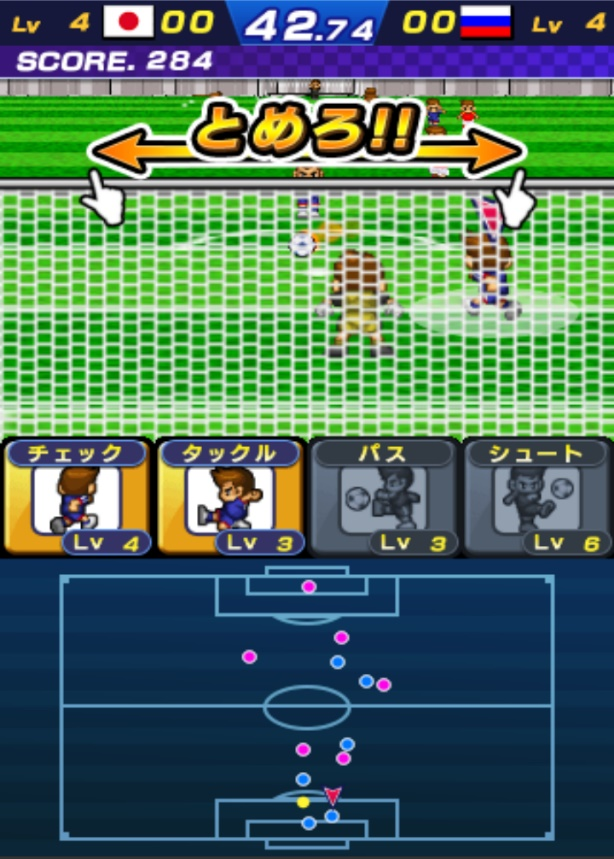 Lv 4 00 42.74 00 Lv 4
SCORE. 284
とめろ!!
チェック タックル パス シュート
Lv 4 Lv 3 Lv 3 Lv 6